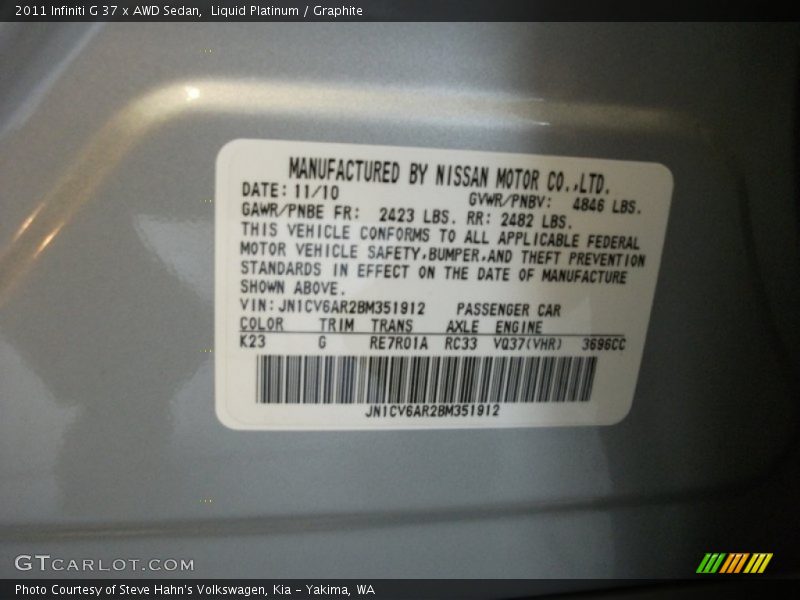 2011 Infiniti G 37 x AWD Sedan, Liquid Platinum / Graphite
MANUFACTURED BY NISSAN MOTOR CO.,LTD.
DATE: 11/10 GVWR/PNBV: 4846 LBS.
GAWR/PNBE FR: 2423 LBS. RR: 2482 LBS.
THIS VEHICLE CONFORMS TO ALL APPLICABLE FEDERAL
MOTOR VEHICLE SAFETY,BUMPER,AND THEFT PREVENTION
STANDARDS IN EFFECT ON THE DATE OF MANUFACTURE
SHOWN ABOVE.
VIN: JN1CV6AR2BM351912 PASSENGER CAR
COLOR TRIM TRANS AXLE ENGINE
K23 G RE7R01A RC33 VQ37(VHR) 3696CC
JN1CV6AR2BM351912
GTCARLOT.COM
Photo Courtesy of Steve Hahn's Volkswagen, Kia – Yakima, WA